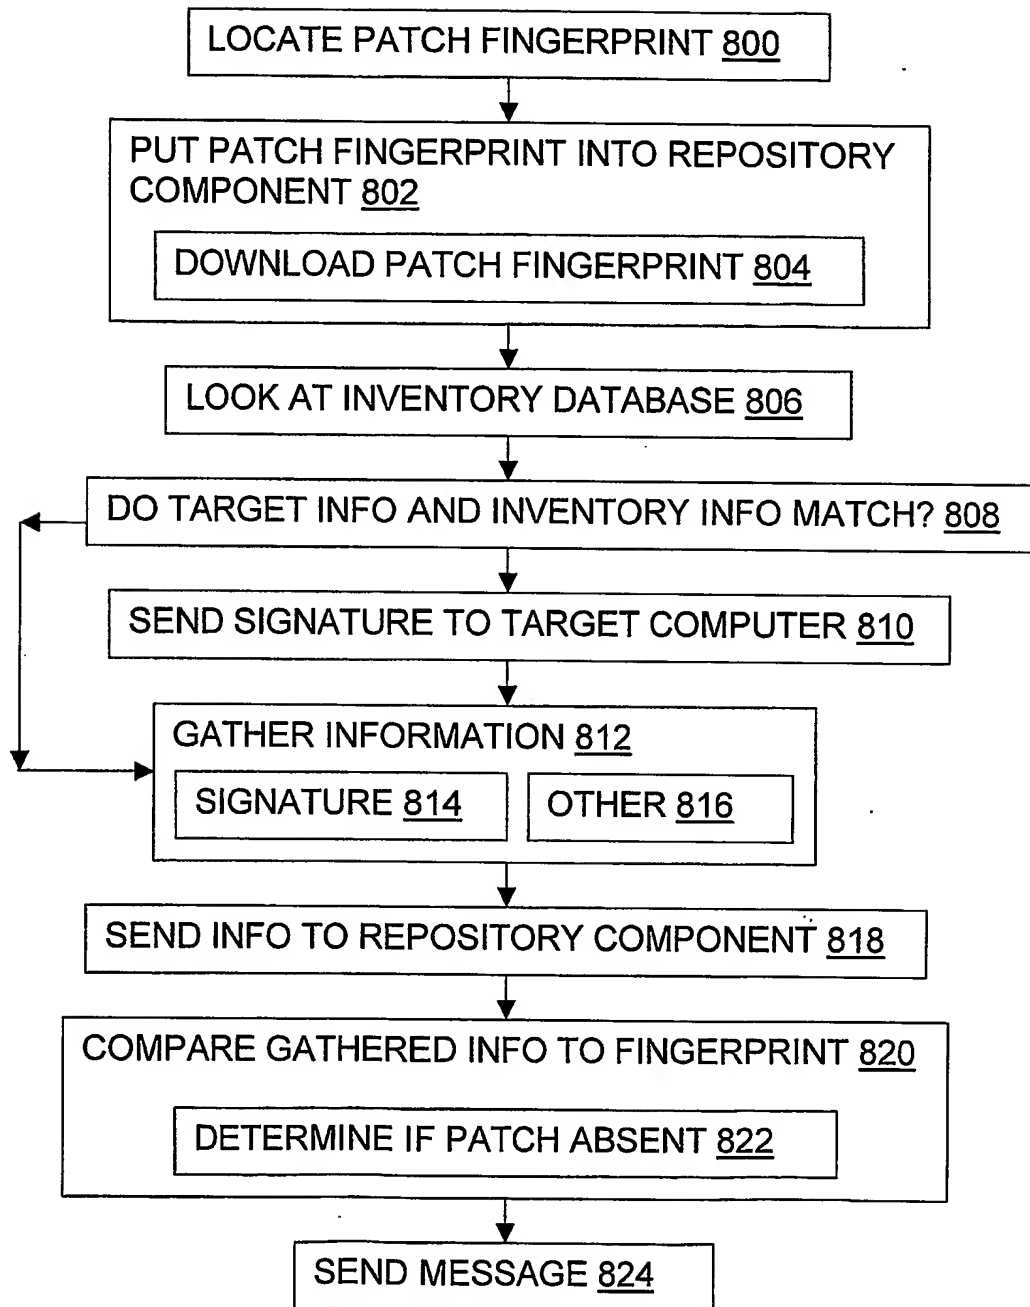 LOCATE PATCH FINGERPRINT 800
PUT PATCH FINGERPRINT INTO REPOSITORY
COMPONENT 802
DOWNLOAD PATCH FINGERPRINT 804
LOOK AT INVENTORY DATABASE 806
DO TARGET INFO AND INVENTORY INFO MATCH? 808
SEND SIGNATURE TO TARGET COMPUTER 810
GATHER INFORMATION 812
SIGNATURE 814
OTHER 816
SEND INFO TO REPOSITORY COMPONENT 818
COMPARE GATHERED INFO TO FINGERPRINT 820
DETERMINE IF PATCH ABSENT 822
SEND MESSAGE 824